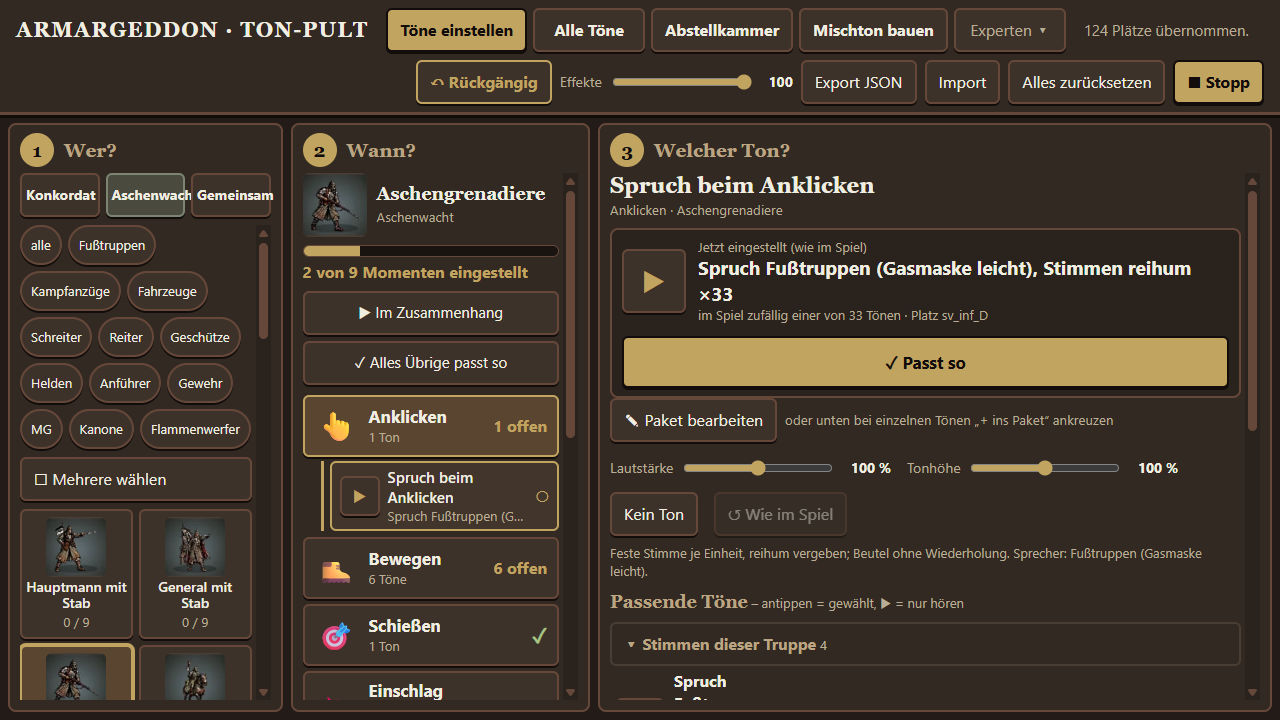 ARMARGEDDON · TON-PULT
Töne einstellen
Alle Töne
Abstellkammer
Mischton bauen
Experten ▾
124 Plätze übernommen.
↶ Rückgängig
Effekte
100
Export JSON
Import
Alles zurücksetzen
■ Stopp
1 Wer?
Konkordat
Aschenwach
Gemeinsam
alle
Fußtruppen
Kampfanzüge
Fahrzeuge
Schreiter
Reiter
Geschütze
Helden
Anführer
Gewehr
MG
Kanone
Flammenwerfer
☐ Mehrere wählen
Hauptmann mit
Stab
0 / 9
General mit
Stab
0 / 9
2 Wann?
Aschengrenadiere
Aschenwacht
2 von 9 Momenten eingestellt
▶ Im Zusammenhang
✓ Alles Übrige passt so
Anklicken
1 Ton
1 offen
Spruch beim
Anklicken
Spruch Fußtruppen (G...
Bewegen
6 Töne
6 offen
Schießen
1 Ton
✓
Einschlag
3 Welcher Ton?
Spruch beim Anklicken
Anklicken · Aschengrenadiere
Jetzt eingestellt (wie im Spiel)
Spruch Fußtruppen (Gasmaske leicht), Stimmen reihum
×33
im Spiel zufällig einer von 33 Tönen · Platz sv_inf_D
✓ Passt so
✎ Paket bearbeiten
oder unten bei einzelnen Tönen „+ ins Paket“ ankreuzen
Lautstärke
100 %
Tonhöhe
100 %
Kein Ton
↺ Wie im Spiel
Feste Stimme je Einheit, reihum vergeben; Beutel ohne Wiederholung. Sprecher: Fußtruppen (Gasmaske
leicht).
Passende Töne – antippen = gewählt, ▶ = nur hören
▾ Stimmen dieser Truppe 4
Spruch